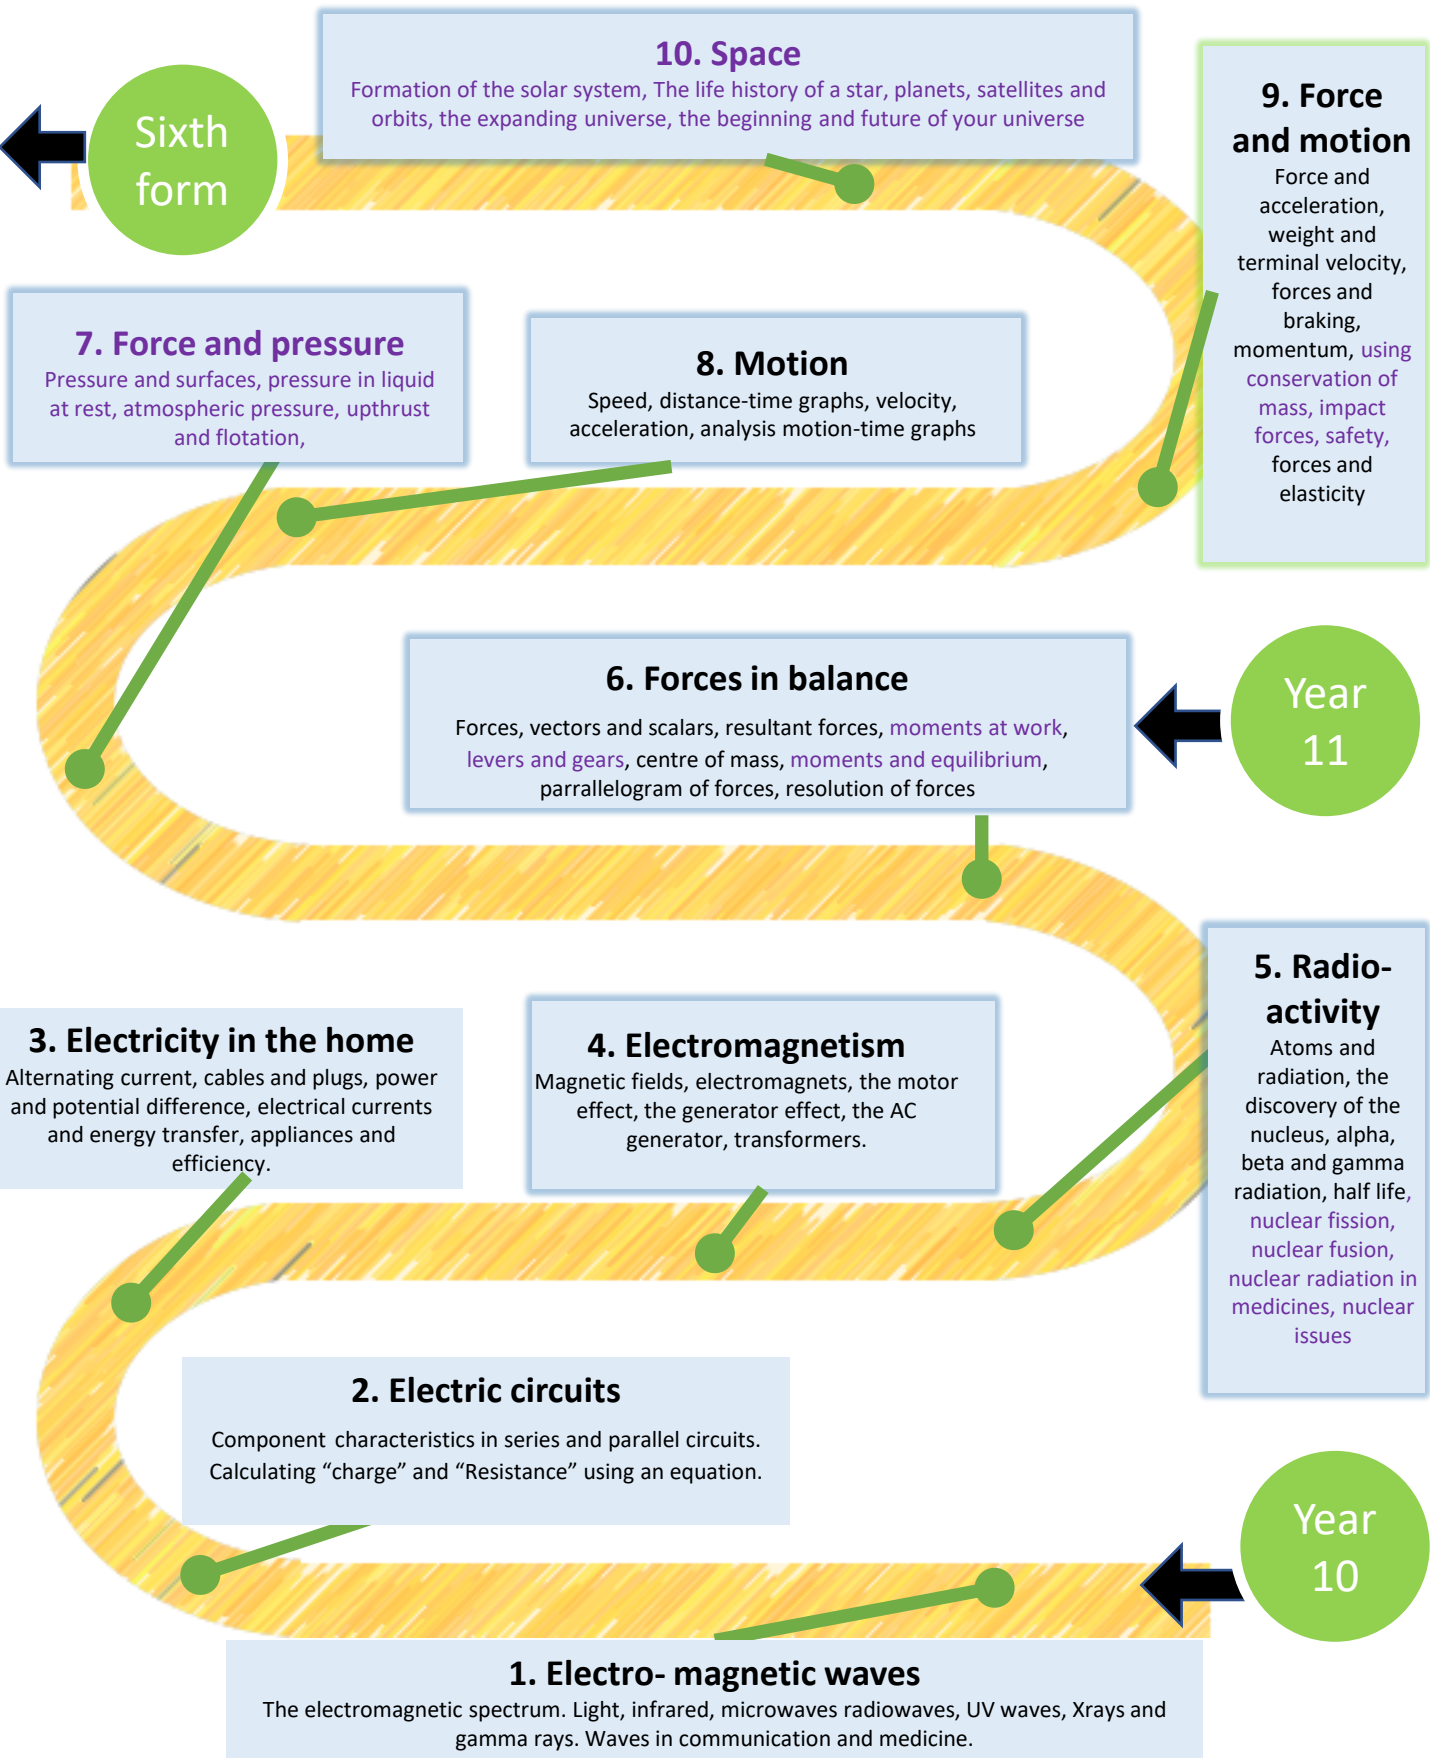 10. Space
Formation of the solar system, The life history of a star, planets, satellites and
orbits, the expanding universe, the beginning and future of your universe
Sixth
form
9. Force
and motion
Force and
acceleration,
weight and
terminal velocity,
forces and
braking,
momentum, using
conservation of
mass, impact
forces, safety,
forces and
elasticity
7. Force and pressure
Pressure and surfaces, pressure in liquid
at rest, atmospheric pressure, upthrust
and flotation,
8. Motion
Speed, distance-time graphs, velocity,
acceleration, analysis motion-time graphs
6. Forces in balance
Forces, vectors and scalars, resultant forces, moments at work,
levers and gears, centre of mass, moments and equilibrium,
parrallelogram of forces, resolution of forces
Year
11
5. Radio-
activity
Atoms and
radiation, the
discovery of the
nucleus, alpha,
beta and gamma
radiation, half life,
nuclear fission,
nuclear fusion,
nuclear radiation in
medicines, nuclear
issues
3. Electricity in the home
Alternating current, cables and plugs, power
and potential difference, electrical currents
and energy transfer, appliances and
efficiency.
4. Electromagnetism
Magnetic fields, electromagnets, the motor
effect, the generator effect, the AC
generator, transformers.
2. Electric circuits
Component characteristics in series and parallel circuits.
Calculating “charge” and “Resistance” using an equation.
Year
10
1. Electro- magnetic waves
The electromagnetic spectrum. Light, infrared, microwaves radiowaves, UV waves, Xrays and
gamma rays. Waves in communication and medicine.